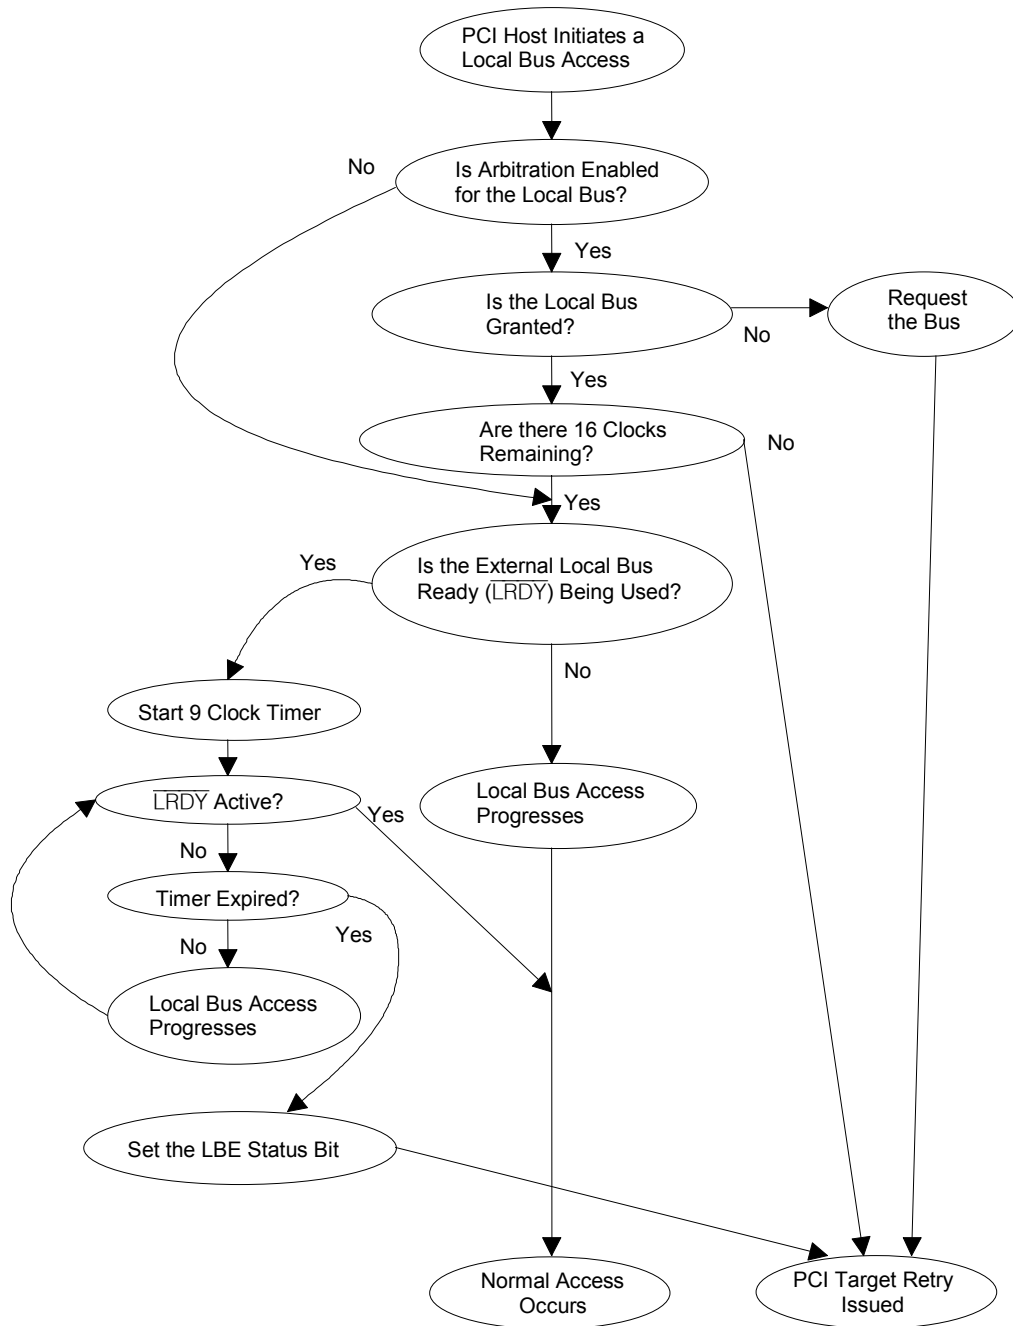 PCI Host Initiates a
Local Bus Access
No
Is Arbitration Enabled
for the Local Bus?
Yes
Is the Local Bus
Granted?
No
Request
the Bus
Yes
Are there 16 Clocks
Remaining?
No
Yes
Yes
Is the External Local Bus
Ready (L̅R̅D̅Y̅) Being Used?
No
Start 9 Clock Timer
L̅R̅D̅Y̅ Active?
Yes
Local Bus Access
Progresses
No
Timer Expired?
Yes
No
Local Bus Access
Progresses
Set the LBE Status Bit
Normal Access
Occurs
PCI Target Retry
Issued